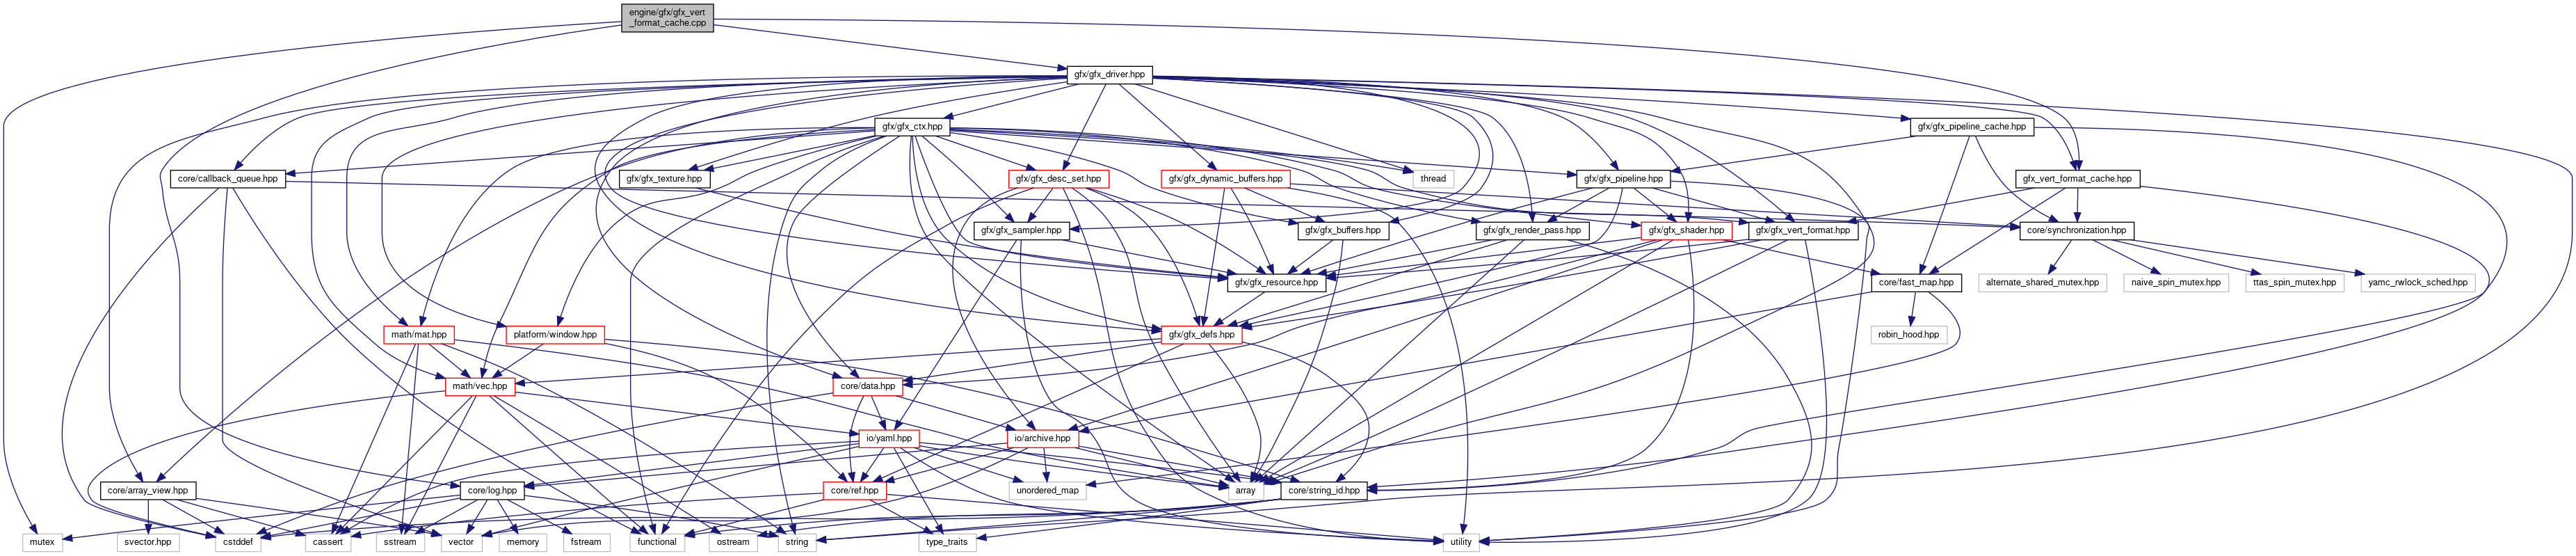 engine/gfx/gfx_vert
_format_cache.cpp
gfx/gfx_driver.hpp
gfx/gfx_ctx.hpp
gfx/gfx_pipeline_cache.hpp
core/callback_queue.hpp
gfx/gfx_texture.hpp
gfx/gfx_desc_set.hpp
gfx/gfx_dynamic_buffers.hpp
thread
gfx/gfx_pipeline.hpp
gfx_vert_format_cache.hpp
gfx/gfx_sampler.hpp
gfx/gfx_buffers.hpp
gfx/gfx_render_pass.hpp
gfx/gfx_shader.hpp
gfx/gfx_vert_format.hpp
core/synchronization.hpp
gfx/gfx_resource.hpp
core/fast_map.hpp
alternate_shared_mutex.hpp
naive_spin_mutex.hpp
ttas_spin_mutex.hpp
yamc_rwlock_sched.hpp
math/mat.hpp
platform/window.hpp
gfx/gfx_defs.hpp
robin_hood.hpp
math/vec.hpp
core/data.hpp
io/yaml.hpp
io/archive.hpp
core/array_view.hpp
core/log.hpp
core/ref.hpp
unordered_map
array
core/string_id.hpp
mutex
svector.hpp
cstddef
cassert
sstream
vector
memory
fstream
functional
ostream
string
type_traits
utility